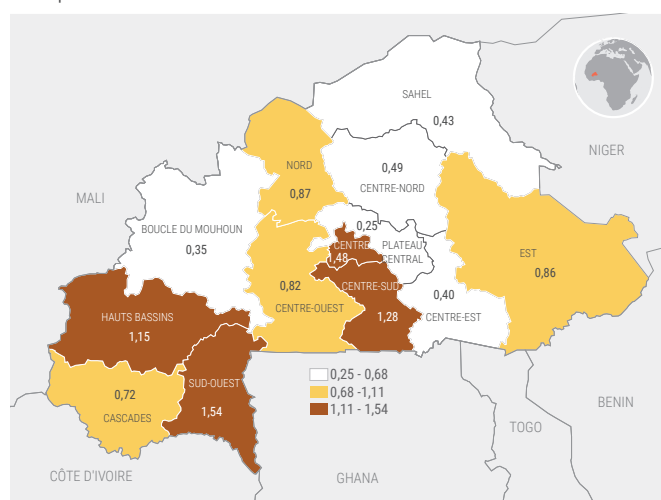 SAHEL
0,43
NIGER
NORD
0,87
0,49
CENTRE-NORD
MALI
BOUCLE DU MOUHOUN
0,35
0,25
CENTRE
1,48
PLATEAU
CENTRAL
EST
0,86
0,82
CENTRE-OUEST
CENTRE-SUD
1,28
0,40
CENTRE-EST
HAUTS BASSINS
1,15
0,72
CASCADES
SUD-OUEST
1,54
0,25 - 0,68
0,68 -1,11
1,11 - 1,54
BENIN
TOGO
CÔTE D'IVOIRE
GHANA